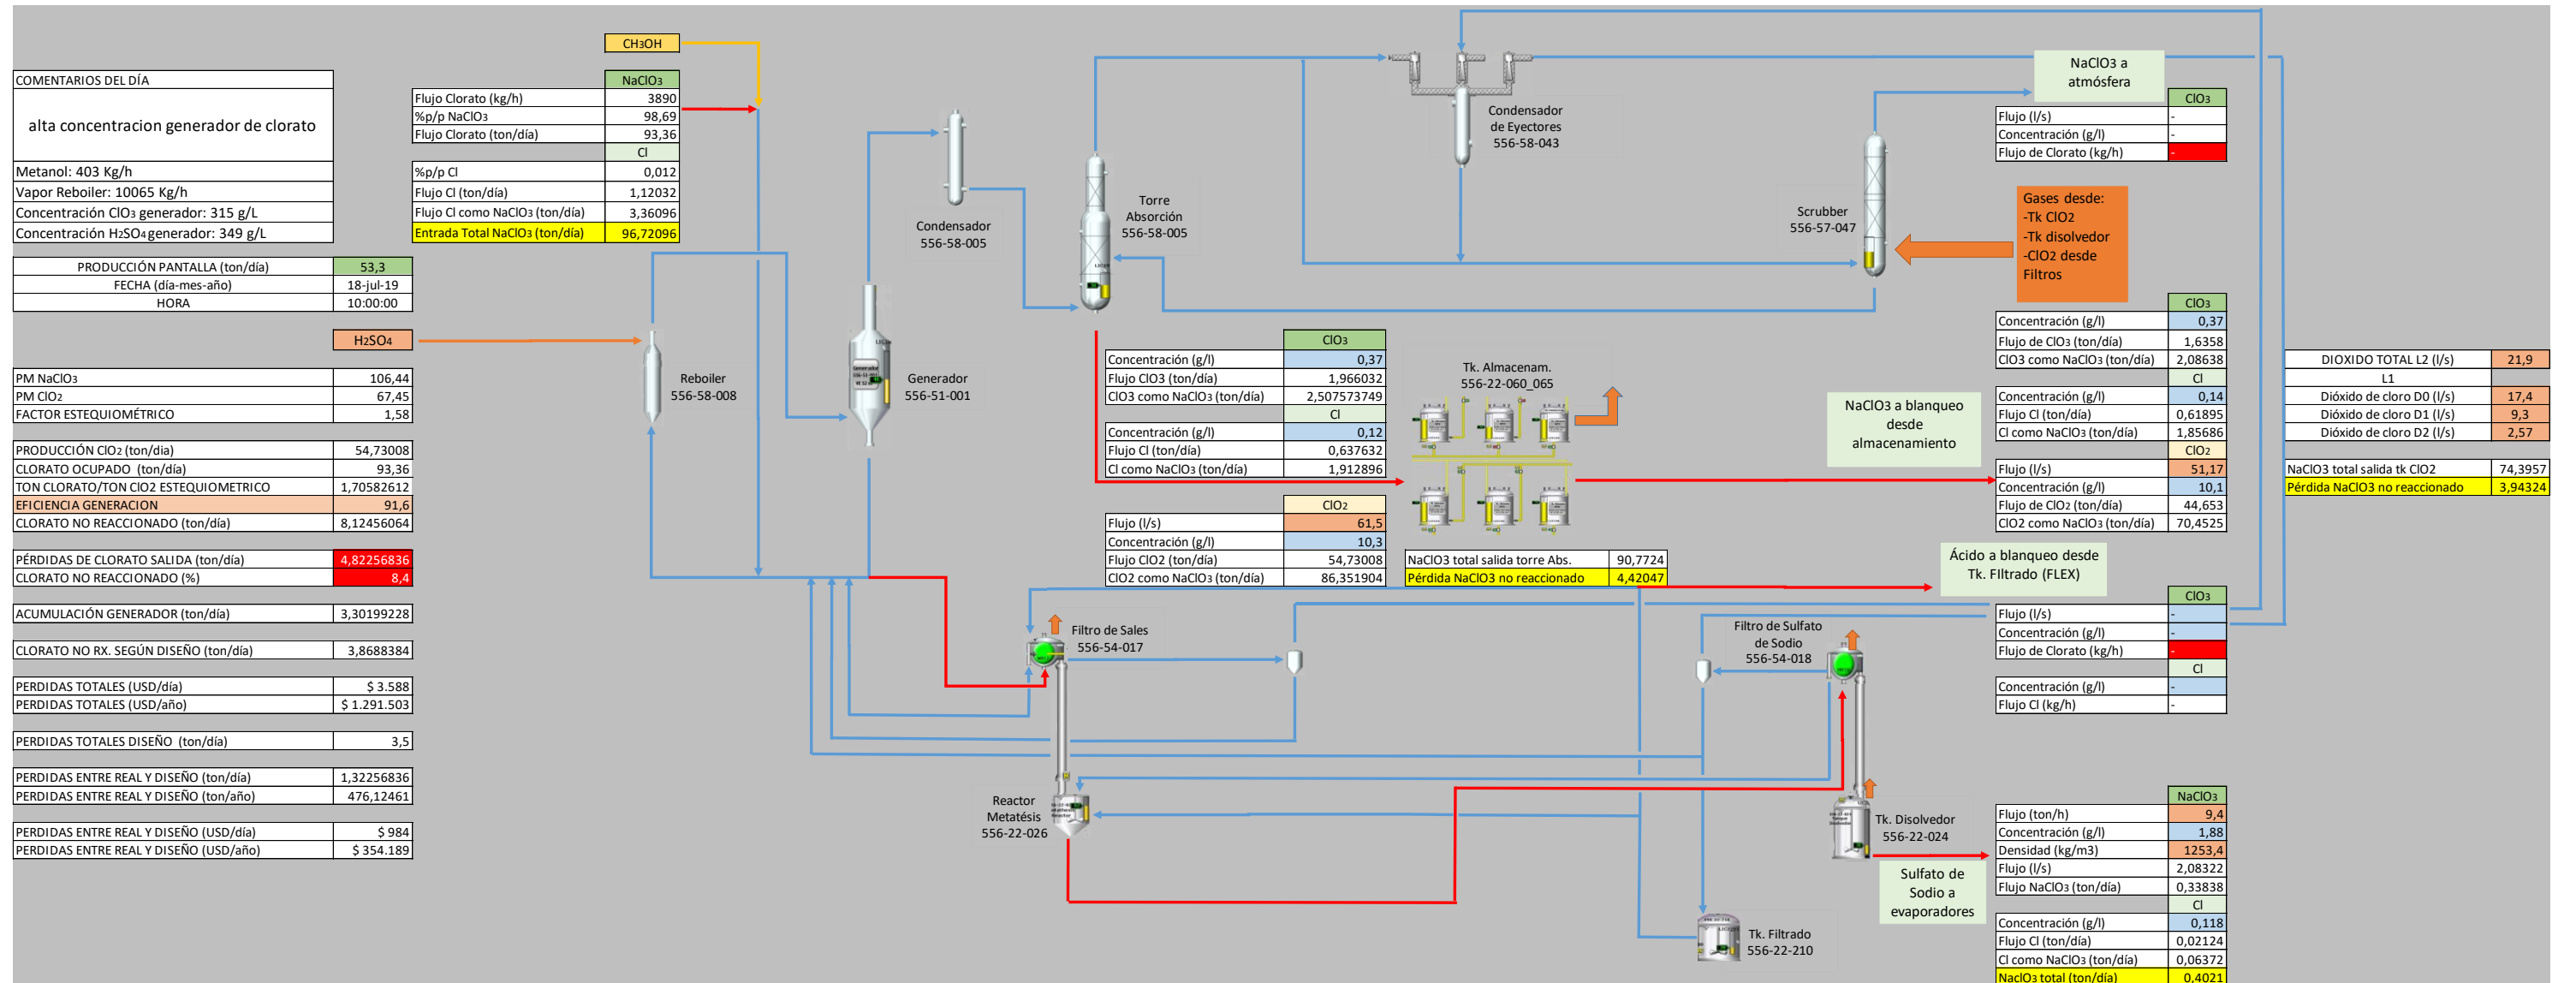 CH3OH
COMENTARIOS DEL DÍA
alta concentracion generador de clorato
Metanol: 403 Kg/h
Vapor Reboiler: 10065 Kg/h
Concentración ClO3 generador: 315 g/L
Concentración H2SO4 generador: 349 g/L
NaClO3
Flujo Clorato (kg/h) 3890
%p/p NaClO3 98,69
Flujo Clorato (ton/día) 93,36
Cl
%p/p Cl 0,012
Flujo Cl (ton/día) 1,12032
Flujo Cl como NaClO3 (ton/día) 3,36096
Entrada Total NaClO3 (ton/día) 96,72096
PRODUCCIÓN PANTALLA (ton/día) 53,3
FECHA (día-mes-año) 18-jul-19
HORA 10:00:00
H2SO4
PM NaClO3 106,44
PM ClO2 67,45
FACTOR ESTEQUIOMÉTRICO 1,58
PRODUCCIÓN ClO2 (ton/dia) 54,73008
CLORATO OCUPADO (ton/día) 93,36
TON CLORATO/TON ClO2 ESTEQUIOMETRICO 1,70582612
EFICIENCIA GENERACION 91,6
CLORATO NO REACCIONADO (ton/día) 8,12456064
PÉRDIDAS DE CLORATO SALIDA (ton/día) 4,82256836
CLORATO NO REACCIONADO (%) 8,4
ACUMULACIÓN GENERADOR (ton/día) 3,30199228
CLORATO NO RX. SEGÚN DISEÑO (ton/día) 3,8688384
PERDIDAS TOTALES (USD/día) $ 3.588
PERDIDAS TOTALES (USD/año) $ 1.291.503
PERDIDAS TOTALES DISEÑO (ton/día) 3,5
PERDIDAS ENTRE REAL Y DISEÑO (ton/día) 1,32256836
PERDIDAS ENTRE REAL Y DISEÑO (ton/año) 476,12461
PERDIDAS ENTRE REAL Y DISEÑO (USD/día) $ 984
PERDIDAS ENTRE REAL Y DISEÑO (USD/año) $ 354.189
Reboiler
556-58-008
Generador
556-51-001
Condensador
556-58-005
Torre
Absorción
556-58-005
Condensador
de Eyectores
556-58-043
Scrubber
556-57-047
NaClO3 a
atmósfera
ClO3
Flujo (l/s) -
Concentración (g/l) -
Flujo de Clorato (kg/h) -
Gases desde:
-Tk ClO2
-Tk disolvedor
-ClO2 desde
Filtros
ClO3
Concentración (g/l) 0,37
Flujo ClO3 (ton/día) 1,966032
ClO3 como NaClO3 (ton/día) 2,507573749
Cl
Concentración (g/l) 0,12
Flujo Cl (ton/día) 0,637632
Cl como NaClO3 (ton/día) 1,912896
ClO2
Flujo (l/s) 61,5
Concentración (g/l) 10,3
Flujo ClO2 (ton/día) 54,73008
ClO2 como NaClO3 (ton/día) 86,351904
Tk. Almacenam.
556-22-060_065
NaClO3 total salida torre Abs. 90,7724
Pérdida NaClO3 no reaccionado 4,42047
NaClO3 a blanqueo
desde
almacenamiento
ClO3
Concentración (g/l) 0,37
Flujo de ClO3 (ton/día) 1,6358
ClO3 como NaClO3 (ton/día) 2,08638
Cl
Concentración (g/l) 0,14
Flujo Cl (ton/día) 0,61895
Cl como NaClO3 (ton/día) 1,85686
ClO2
Flujo (l/s) 51,17
Concentración (g/l) 10,1
Flujo de ClO2 (ton/día) 44,653
ClO2 como NaClO3 (ton/día) 70,4525
DIOXIDO TOTAL L2 (l/s) 21,9
L1
Dióxido de cloro D0 (l/s) 17,4
Dióxido de cloro D1 (l/s) 9,3
Dióxido de cloro D2 (l/s) 2,57
NaClO3 total salida tk ClO2 74,3957
Pérdida NaClO3 no reaccionado 3,94324
Ácido a blanqueo desde
Tk. FIltrado (FLEX)
ClO3
Flujo (l/s) -
Concentración (g/l) -
Flujo de Clorato (kg/h) -
Cl
Concentración (g/l) -
Flujo Cl (kg/h) -
Filtro de Sales
556-54-017
Filtro de Sulfato
de Sodio
556-54-018
Reactor
Metatésis
556-22-026
Tk. Disolvedor
556-22-024
Sulfato de
Sodio a
evaporadores
Tk. Filtrado
556-22-210
NaClO3
Flujo (ton/h) 9,4
Concentración (g/l) 1,88
Densidad (kg/m3) 1253,4
Flujo (l/s) 2,08322
Flujo NaClO3 (ton/día) 0,33838
Cl
Concentración (g/l) 0,118
Flujo Cl (ton/día) 0,02124
Cl como NaClO3 (ton/día) 0,06372
NaClO3 total (ton/día) 0,4021